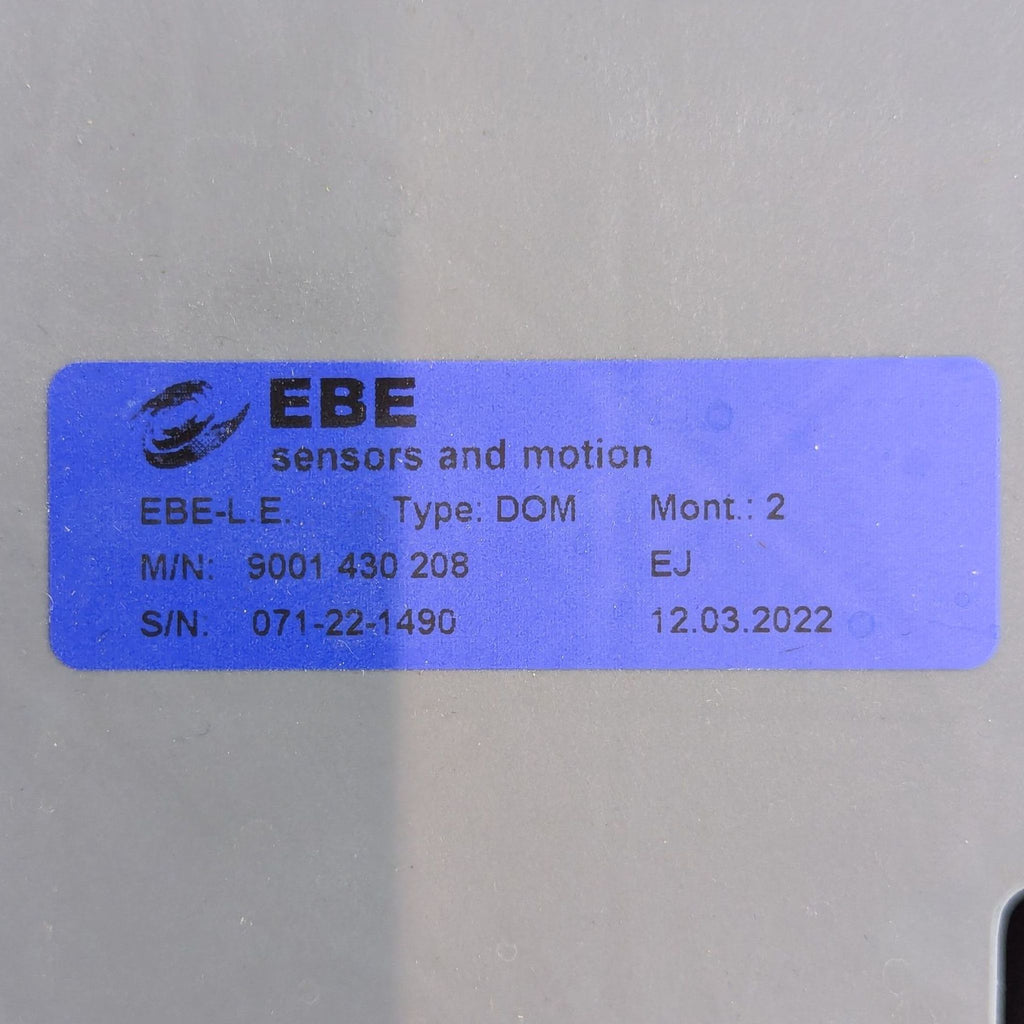 EBE
sensors and motion
EBE-L.E. Type: DOM Mont.: 2
M/N: 9001 430 208 EJ
S/N. 071-22-1490 12.03.2022